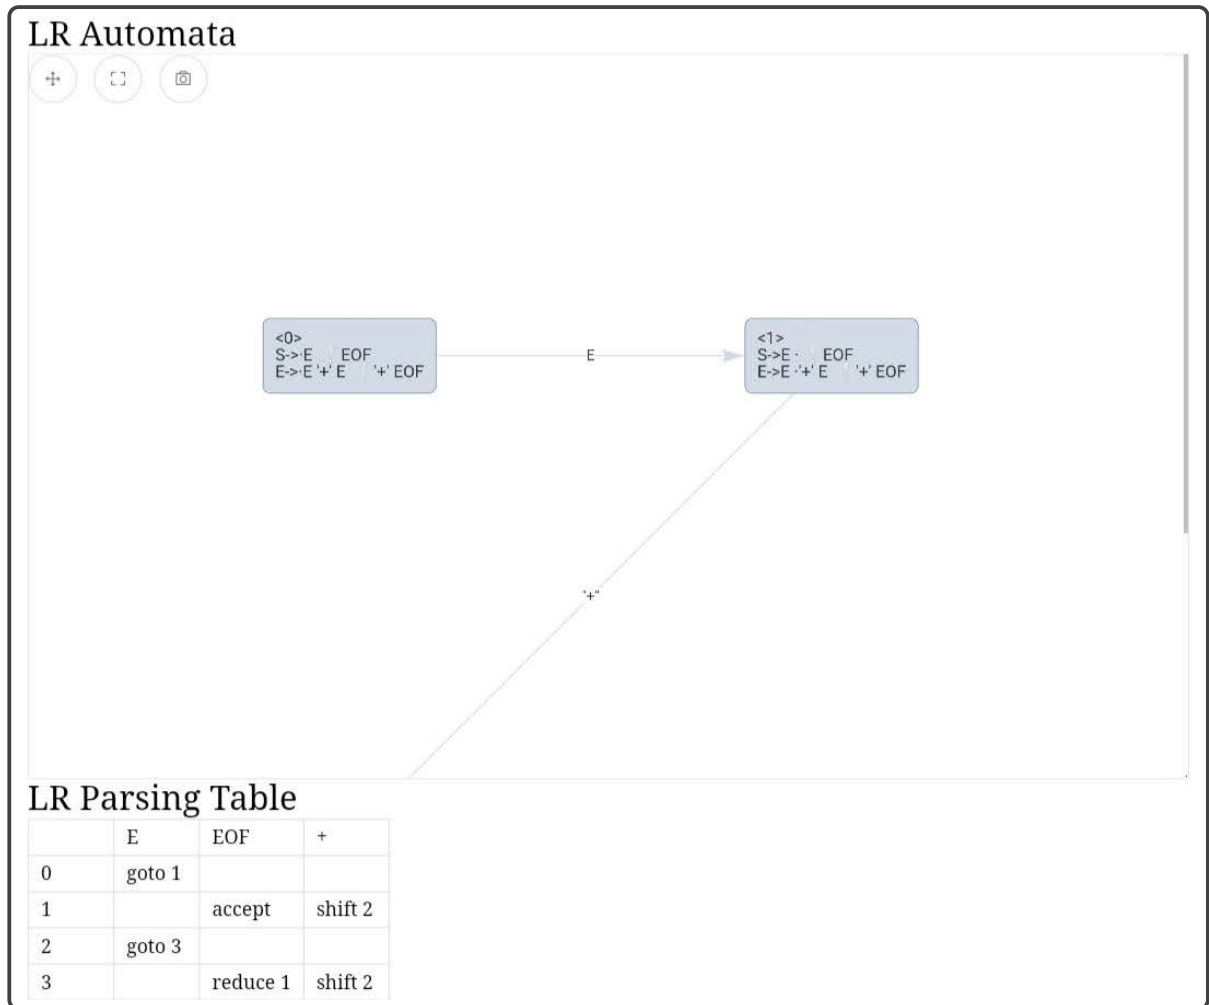 LR Automata
<0>
S->·E EOF
E->·E '+' E '+' EOF
E
<1>
S->E · EOF
E->E ·'+' E '+' EOF
"+"
LR Parsing Table
E EOF +
0 goto 1
1 accept shift 2
2 goto 3
3 reduce 1 shift 2